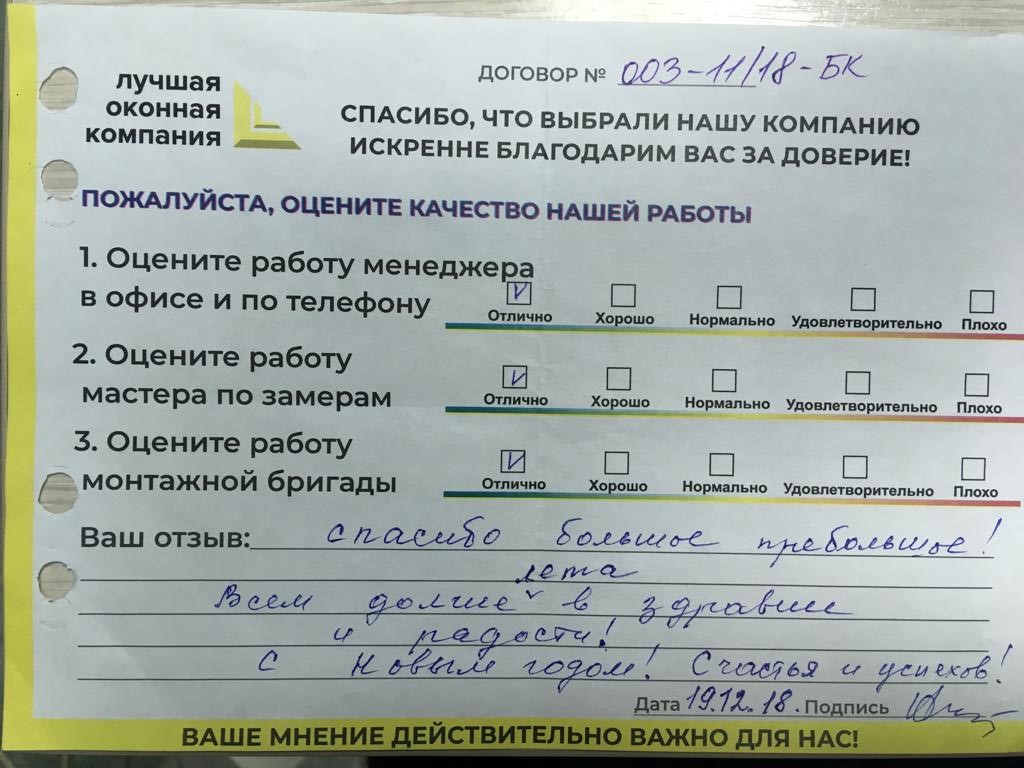 лучшая
оконная
компания
ДОГОВОР № 003-11/18-БК
СПАСИБО, ЧТО ВЫБРАЛИ НАШУ КОМПАНИЮ
ИСКРЕННЕ БЛАГОДАРИМ ВАС ЗА ДОВЕРИЕ!
ПОЖАЛУЙСТА, ОЦЕНИТЕ КАЧЕСТВО НАШЕЙ РАБОТЫ
1. Оцените работу менеджера
в офисе и по телефону
Отлично Хорошо Нормально Удовлетворительно Плохо
2. Оцените работу
мастера по замерам
Отлично Хорошо Нормально Удовлетворительно Плохо
3. Оцените работу
монтажной бригады
Отлично Хорошо Нормально Удовлетворительно Плохо
Ваш отзыв: спасибо большое пребольшое!
лета
Всем долгие в здравии
и радости!
С Новым годом! Счастья и успехов!
Дата 19.12.18. Подпись
ВАШЕ МНЕНИЕ ДЕЙСТВИТЕЛЬНО ВАЖНО ДЛЯ НАС!